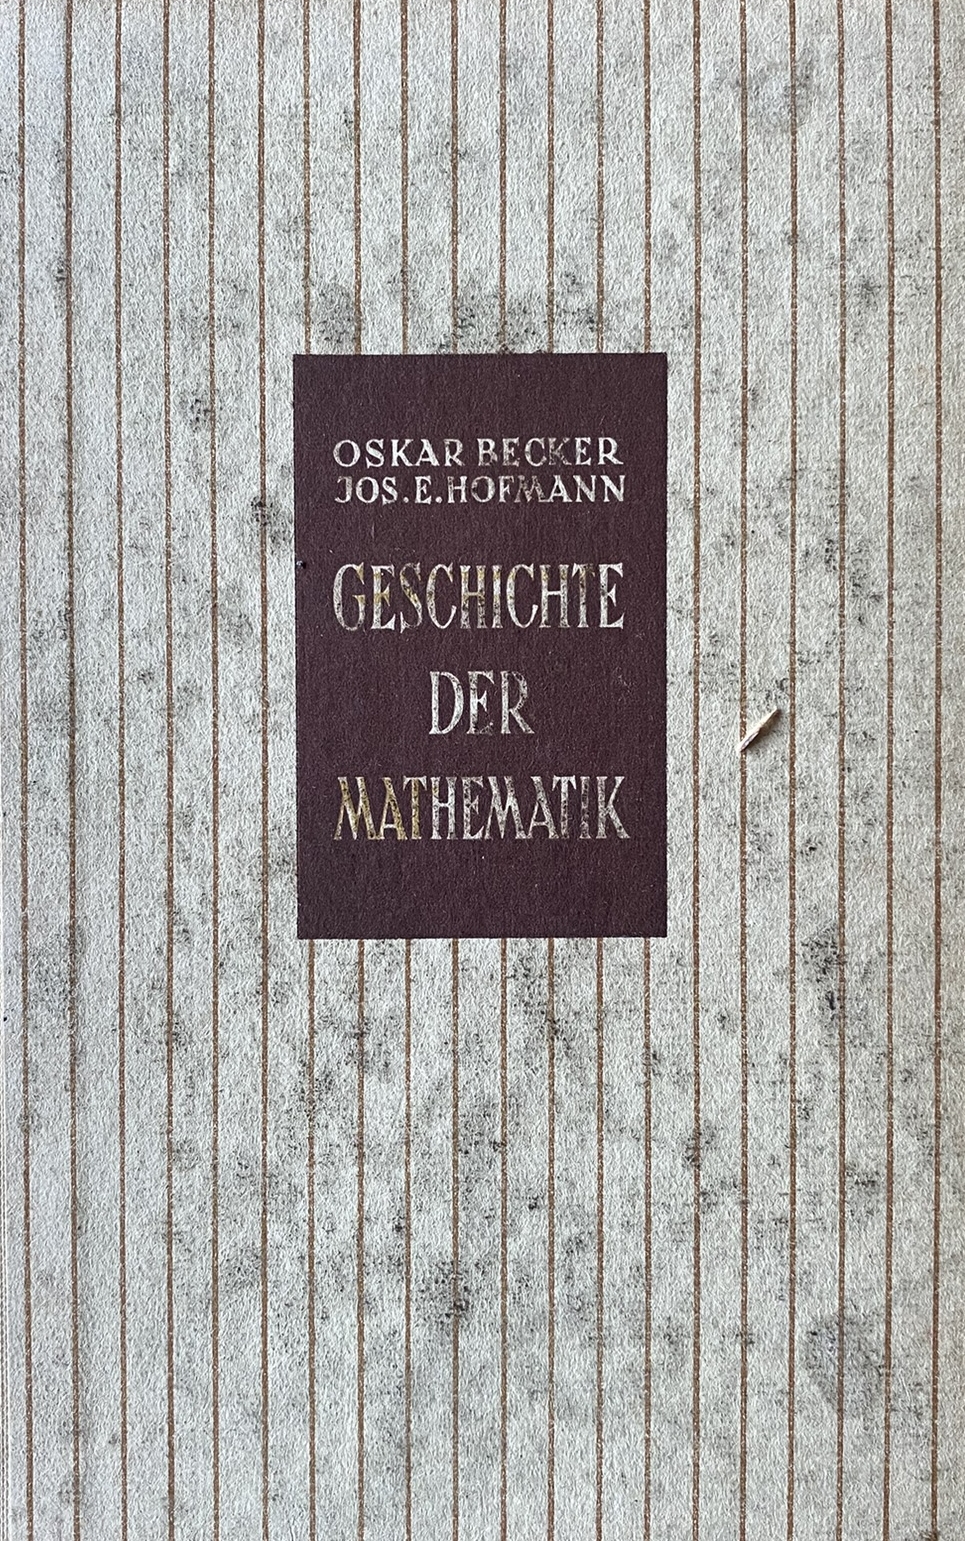 OSKAR BECKER
JOS. E. HOFMANN
GESCHICHTE
DER
MATHEMATIK